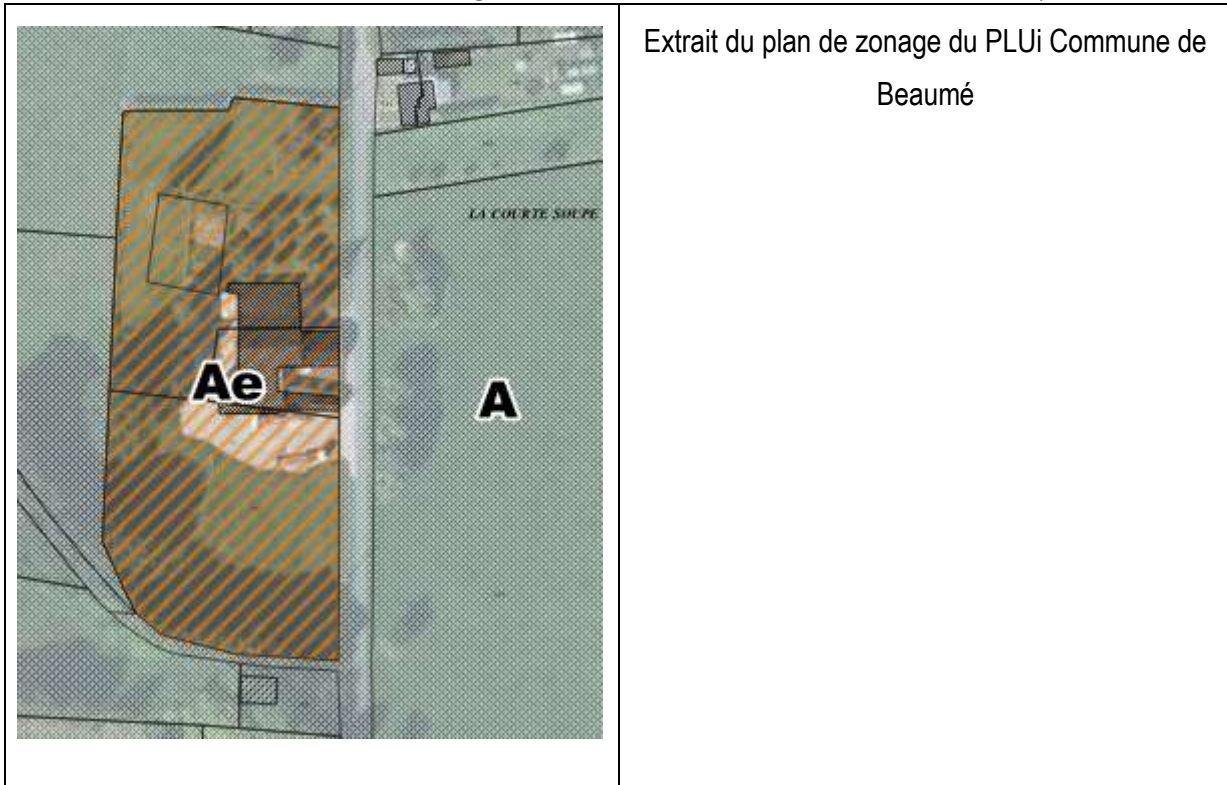 Extrait du plan de zonage du PLUi Commune de
Beaumé
LA COURTE SOUPE
Ae
A